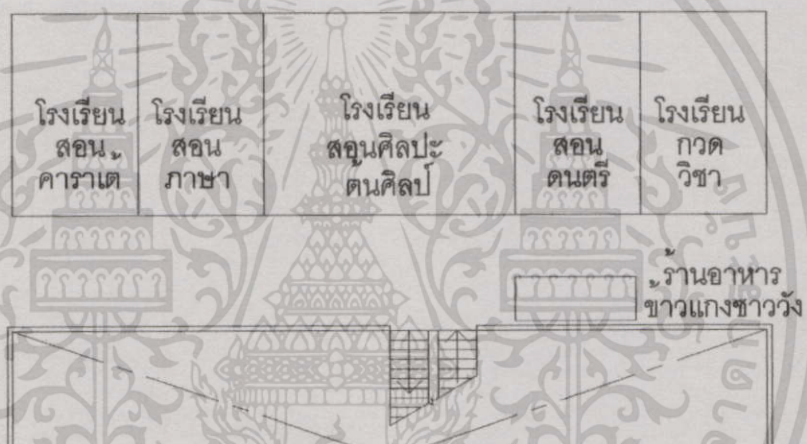 โรงเรียน
สอน
คาราเต้
โรงเรียน
สอน
ภาษา
โรงเรียน
สอนศิลปะ
ต้นศิลป์
โรงเรียน
สอน
ดนตรี
โรงเรียน
กวด
วิชา
ร้านอาหาร
ข้าวแกงชาววัง